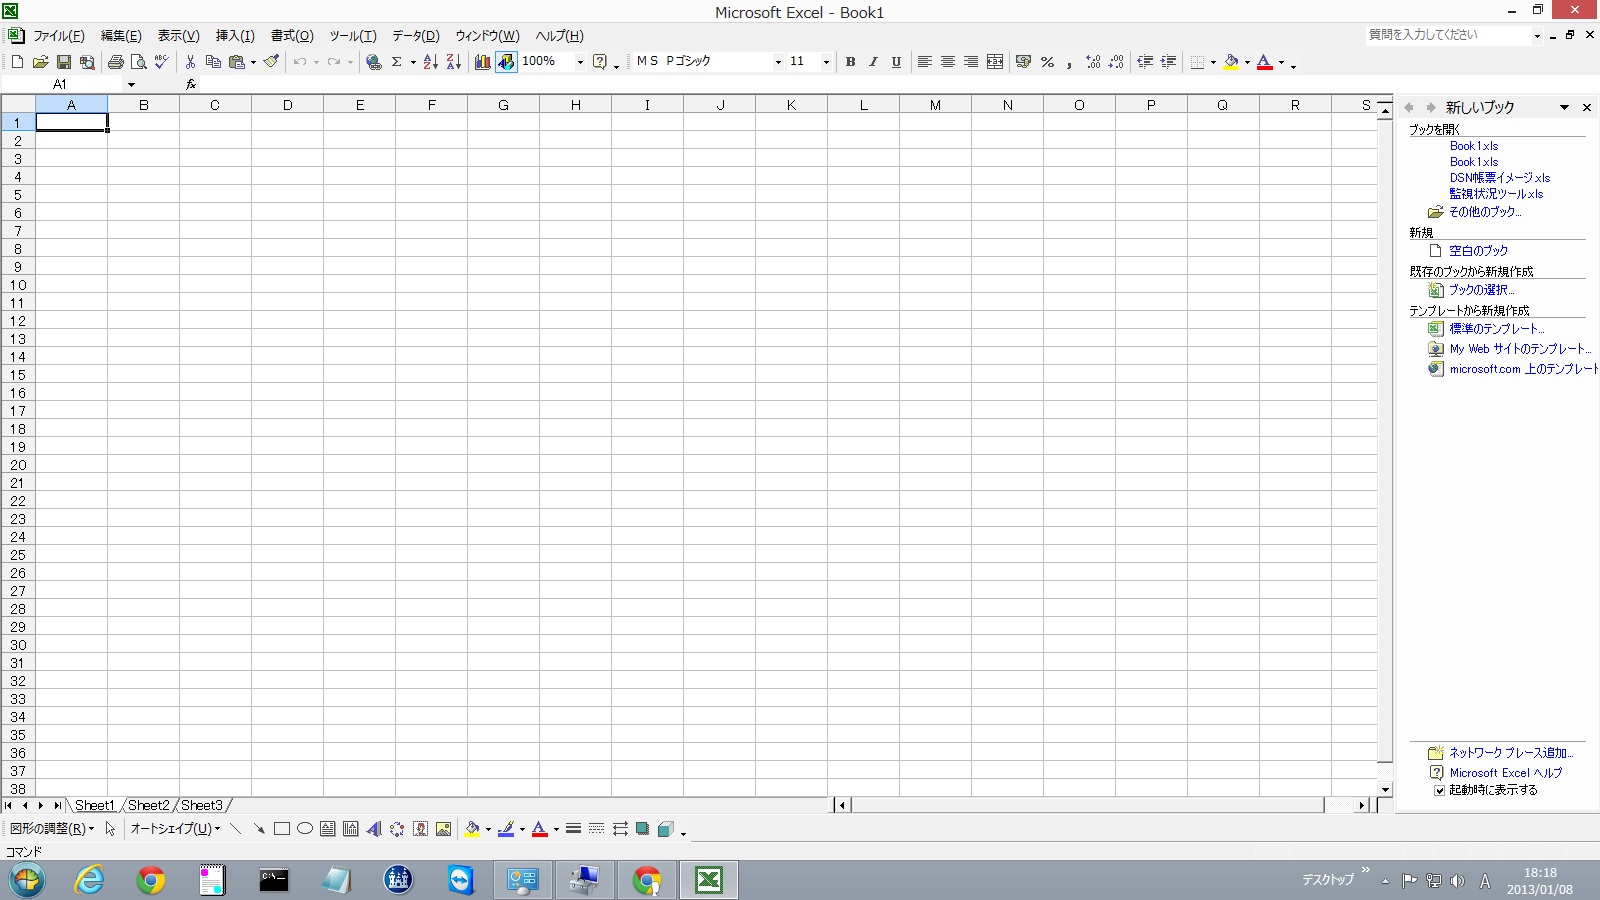 Microsoft Excel - Book1
ファイル(F) 編集(E) 表示(V) 挿入(I) 書式(O) ツール(T) データ(D) ウィンドウ(W) ヘルプ(H) 質問を入力してください
100% ＭＳ Ｐゴシック 11 B I U % ,
A1 fx
A B C D E F G H I J K L M N O P Q R S
1
2
3
4
5
6
7
8
9
10
11
12
13
14
15
16
17
18
19
20
21
22
23
24
25
26
27
28
29
30
31
32
33
34
35
36
37
38
新しいブック
ブックを開く
Book1.xls
Book1.xls
DSN帳票イメージ.xls
監視状況ツール.xls
その他のブック...
新規
空白のブック
既存のブックから新規作成
ブックの選択...
テンプレートから新規作成
標準のテンプレート...
My Web サイトのテンプレート...
microsoft.com 上のテンプレート
ネットワーク プレース追加...
Microsoft Excel ヘルプ
起動時に表示する
Sheet1 Sheet2 Sheet3
図形の調整(R) オートシェイプ(U)
コマンド
デスクトップ A 18:18
2013/01/08